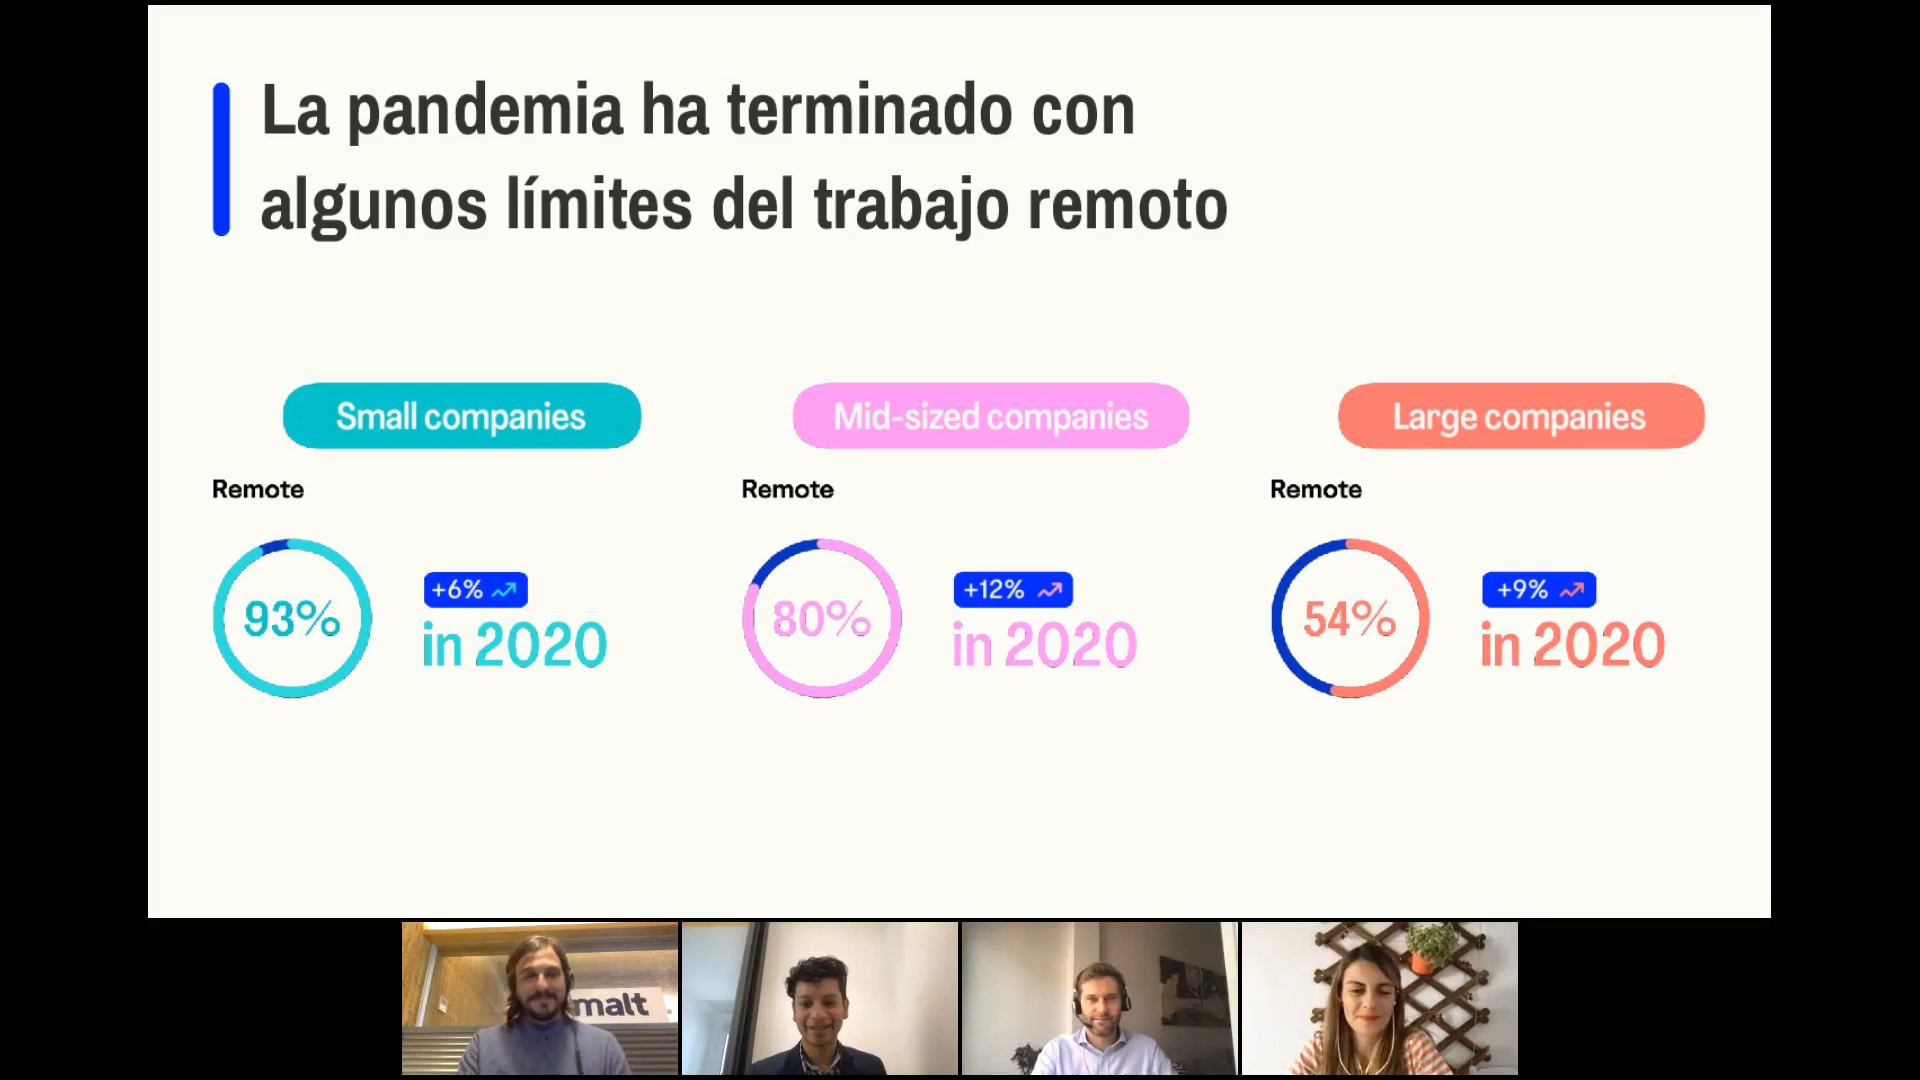 La pandemia ha terminado con
algunos límites del trabajo remoto
Small companies
Remote
93%
+6%
in 2020
Mid-sized companies
Remote
80%
+12%
in 2020
Large companies
Remote
54%
+9%
in 2020
malt